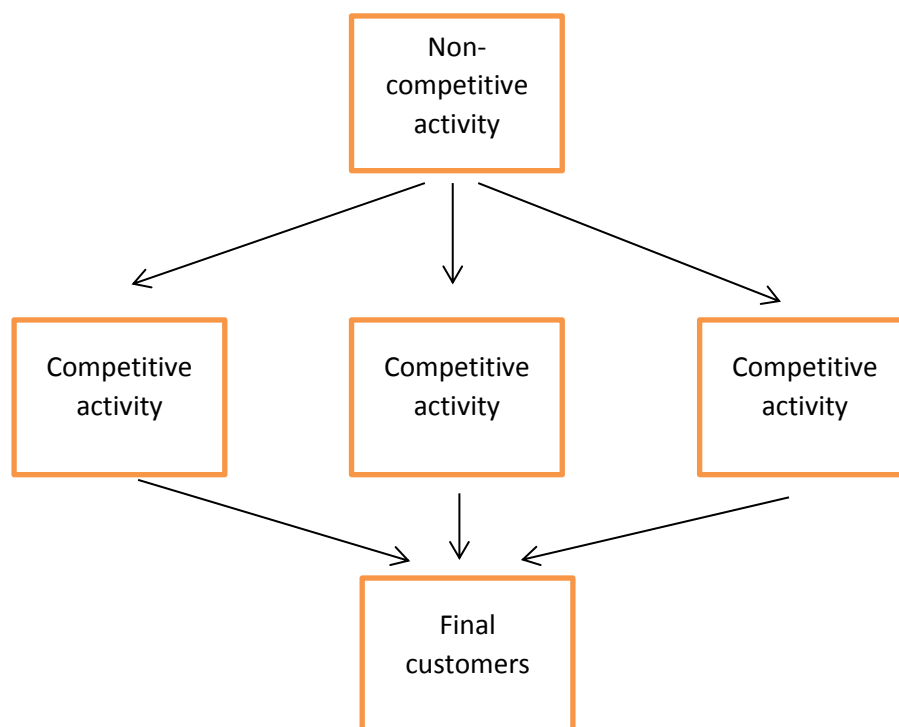 Non-
competitive
activity
Competitive
activity
Competitive
activity
Competitive
activity
Final
customers